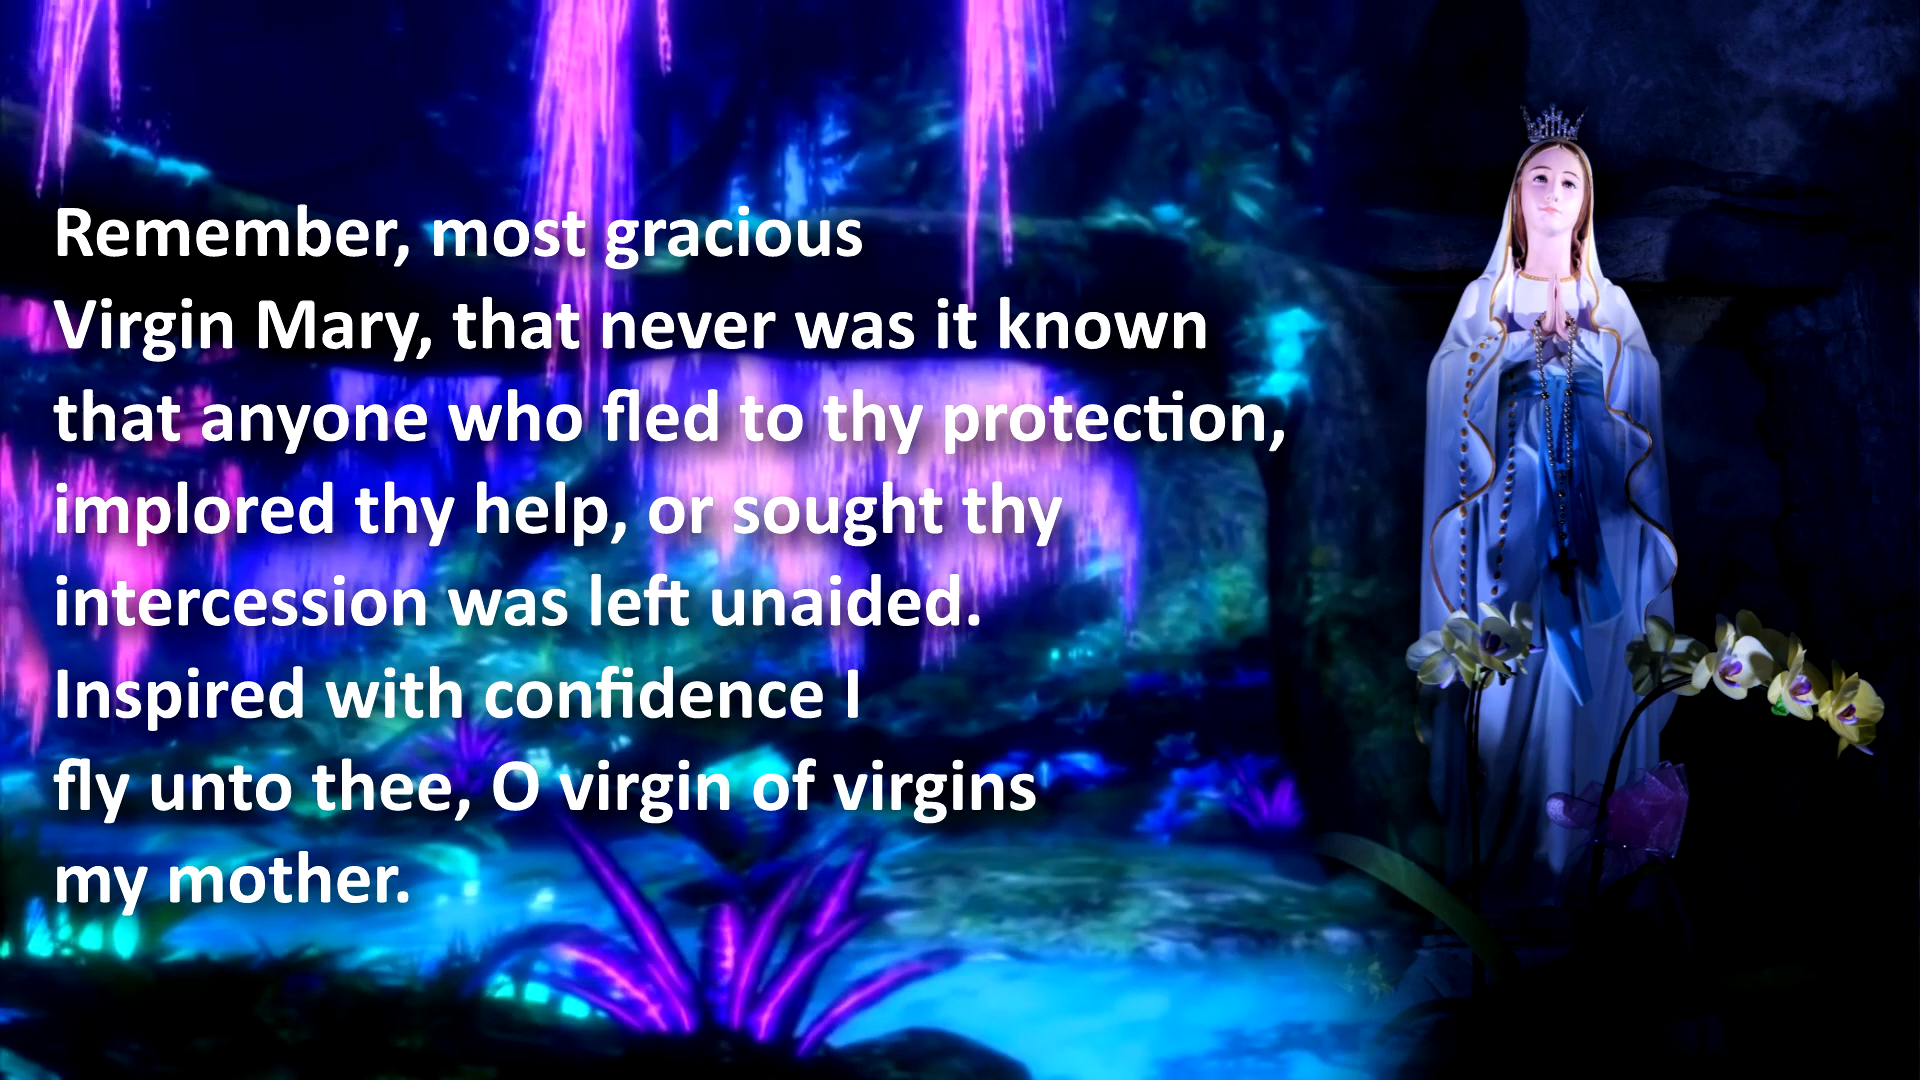 Remember, most gracious
Virgin Mary, that never was it known
that anyone who fled to thy protection,
implored thy help, or sought thy
intercession was left unaided.
Inspired with confidence I
fly unto thee, O virgin of virgins
my mother.